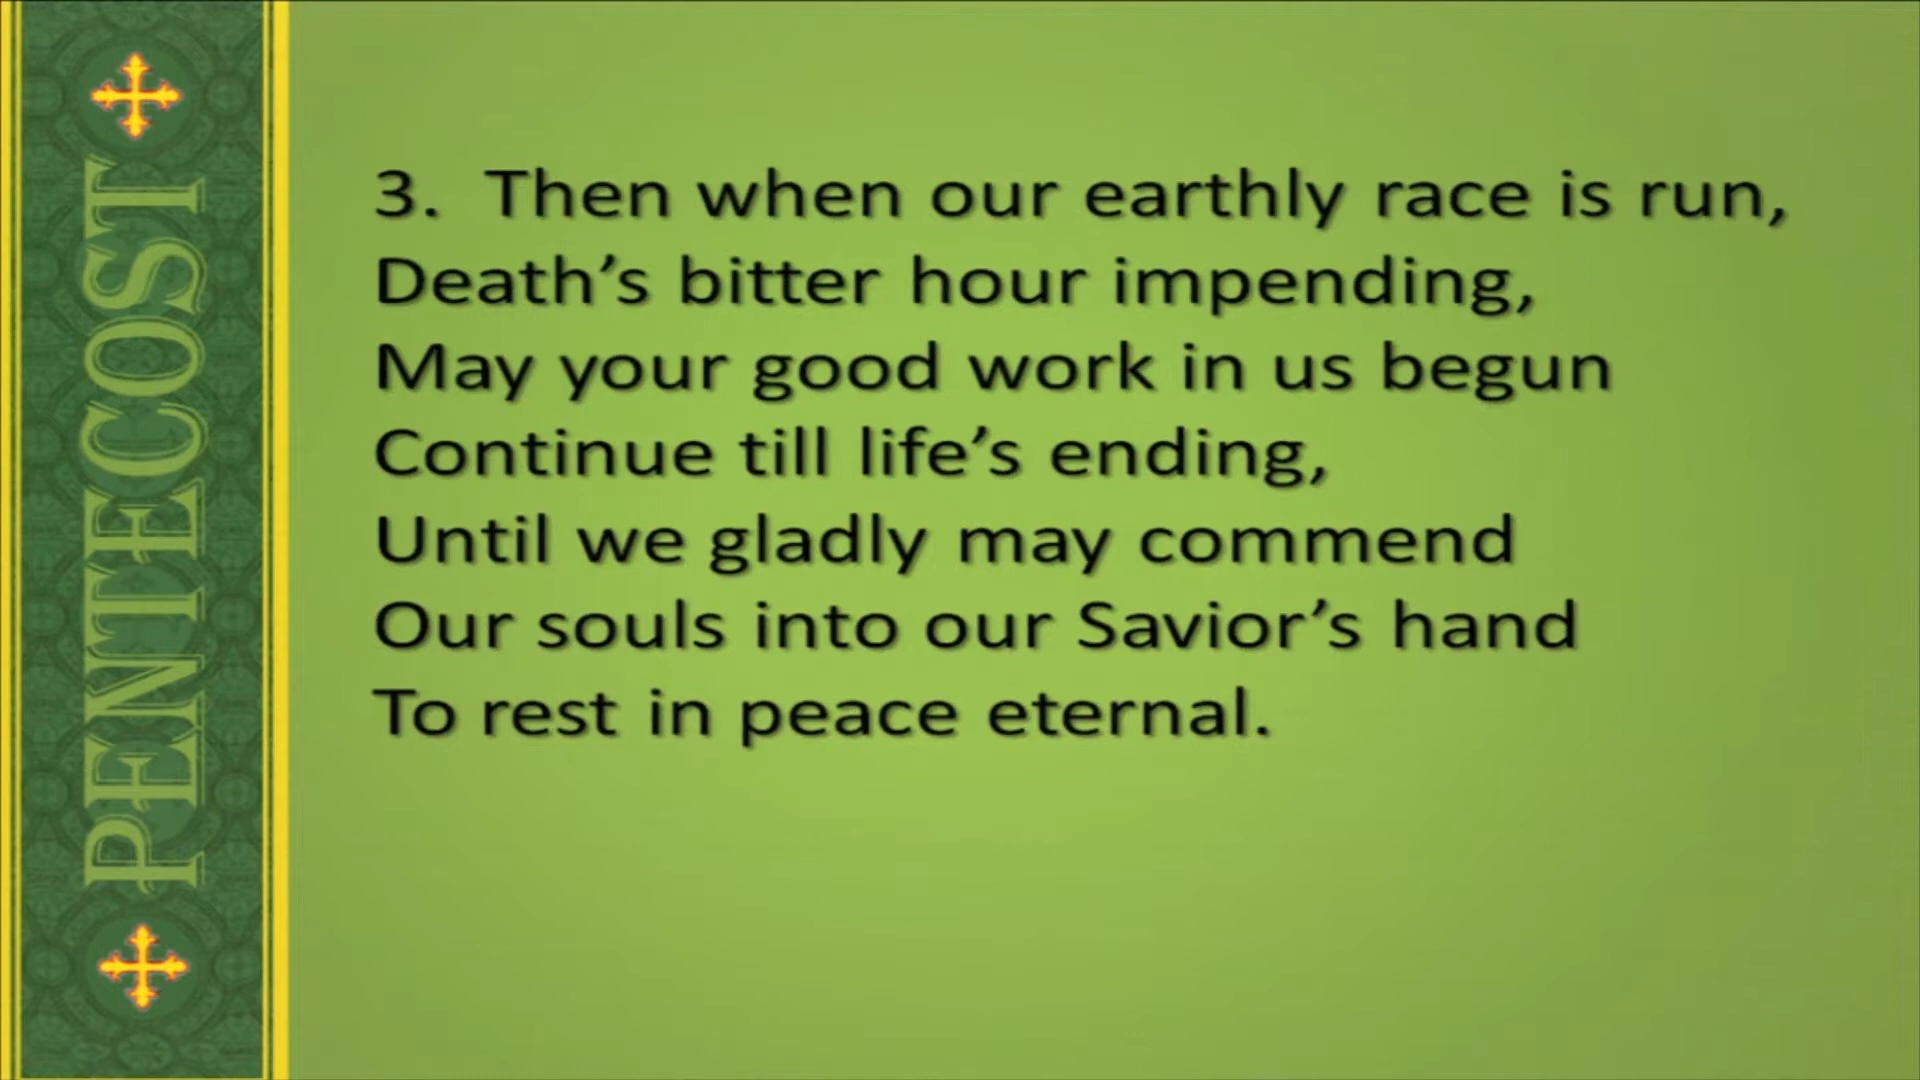 PENTECOST
3. Then when our earthly race is run,
Death’s bitter hour impending,
May your good work in us begun
Continue till life’s ending,
Until we gladly may commend
Our souls into our Savior’s hand
To rest in peace eternal.